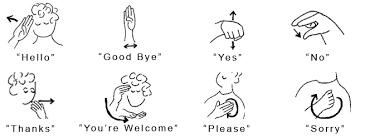 "Hello" "Good Bye" "Yes" "No"
"Thanks" "You're Welcome" "Please" "Sorry"